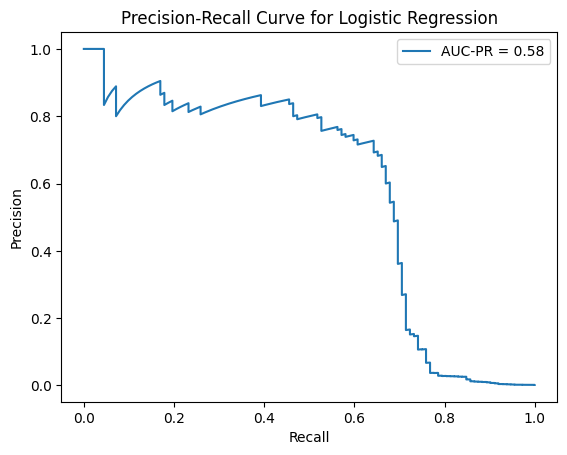 Precision-Recall Curve for Logistic Regression
AUC-PR = 0.58
1.0
0.8
0.6
0.4
0.2
0.0
Precision
0.0 0.2 0.4 0.6 0.8 1.0
Recall